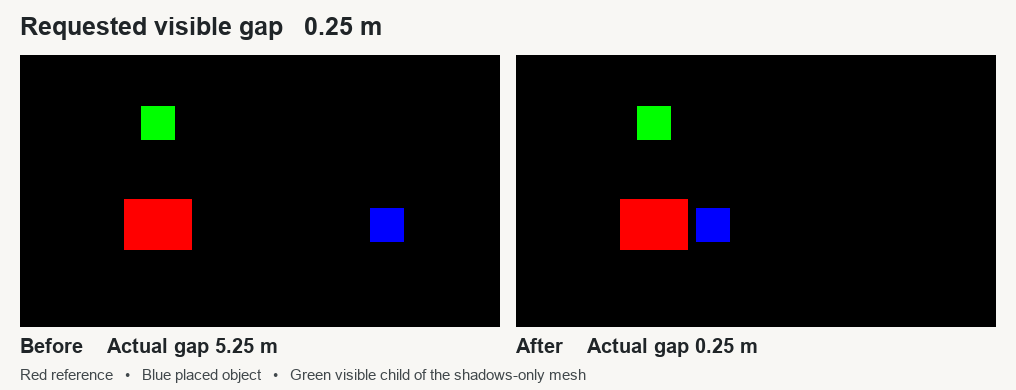 Requested visible gap 0.25 m
Before Actual gap 5.25 m
After Actual gap 0.25 m
Red reference • Blue placed object • Green visible child of the shadows-only mesh